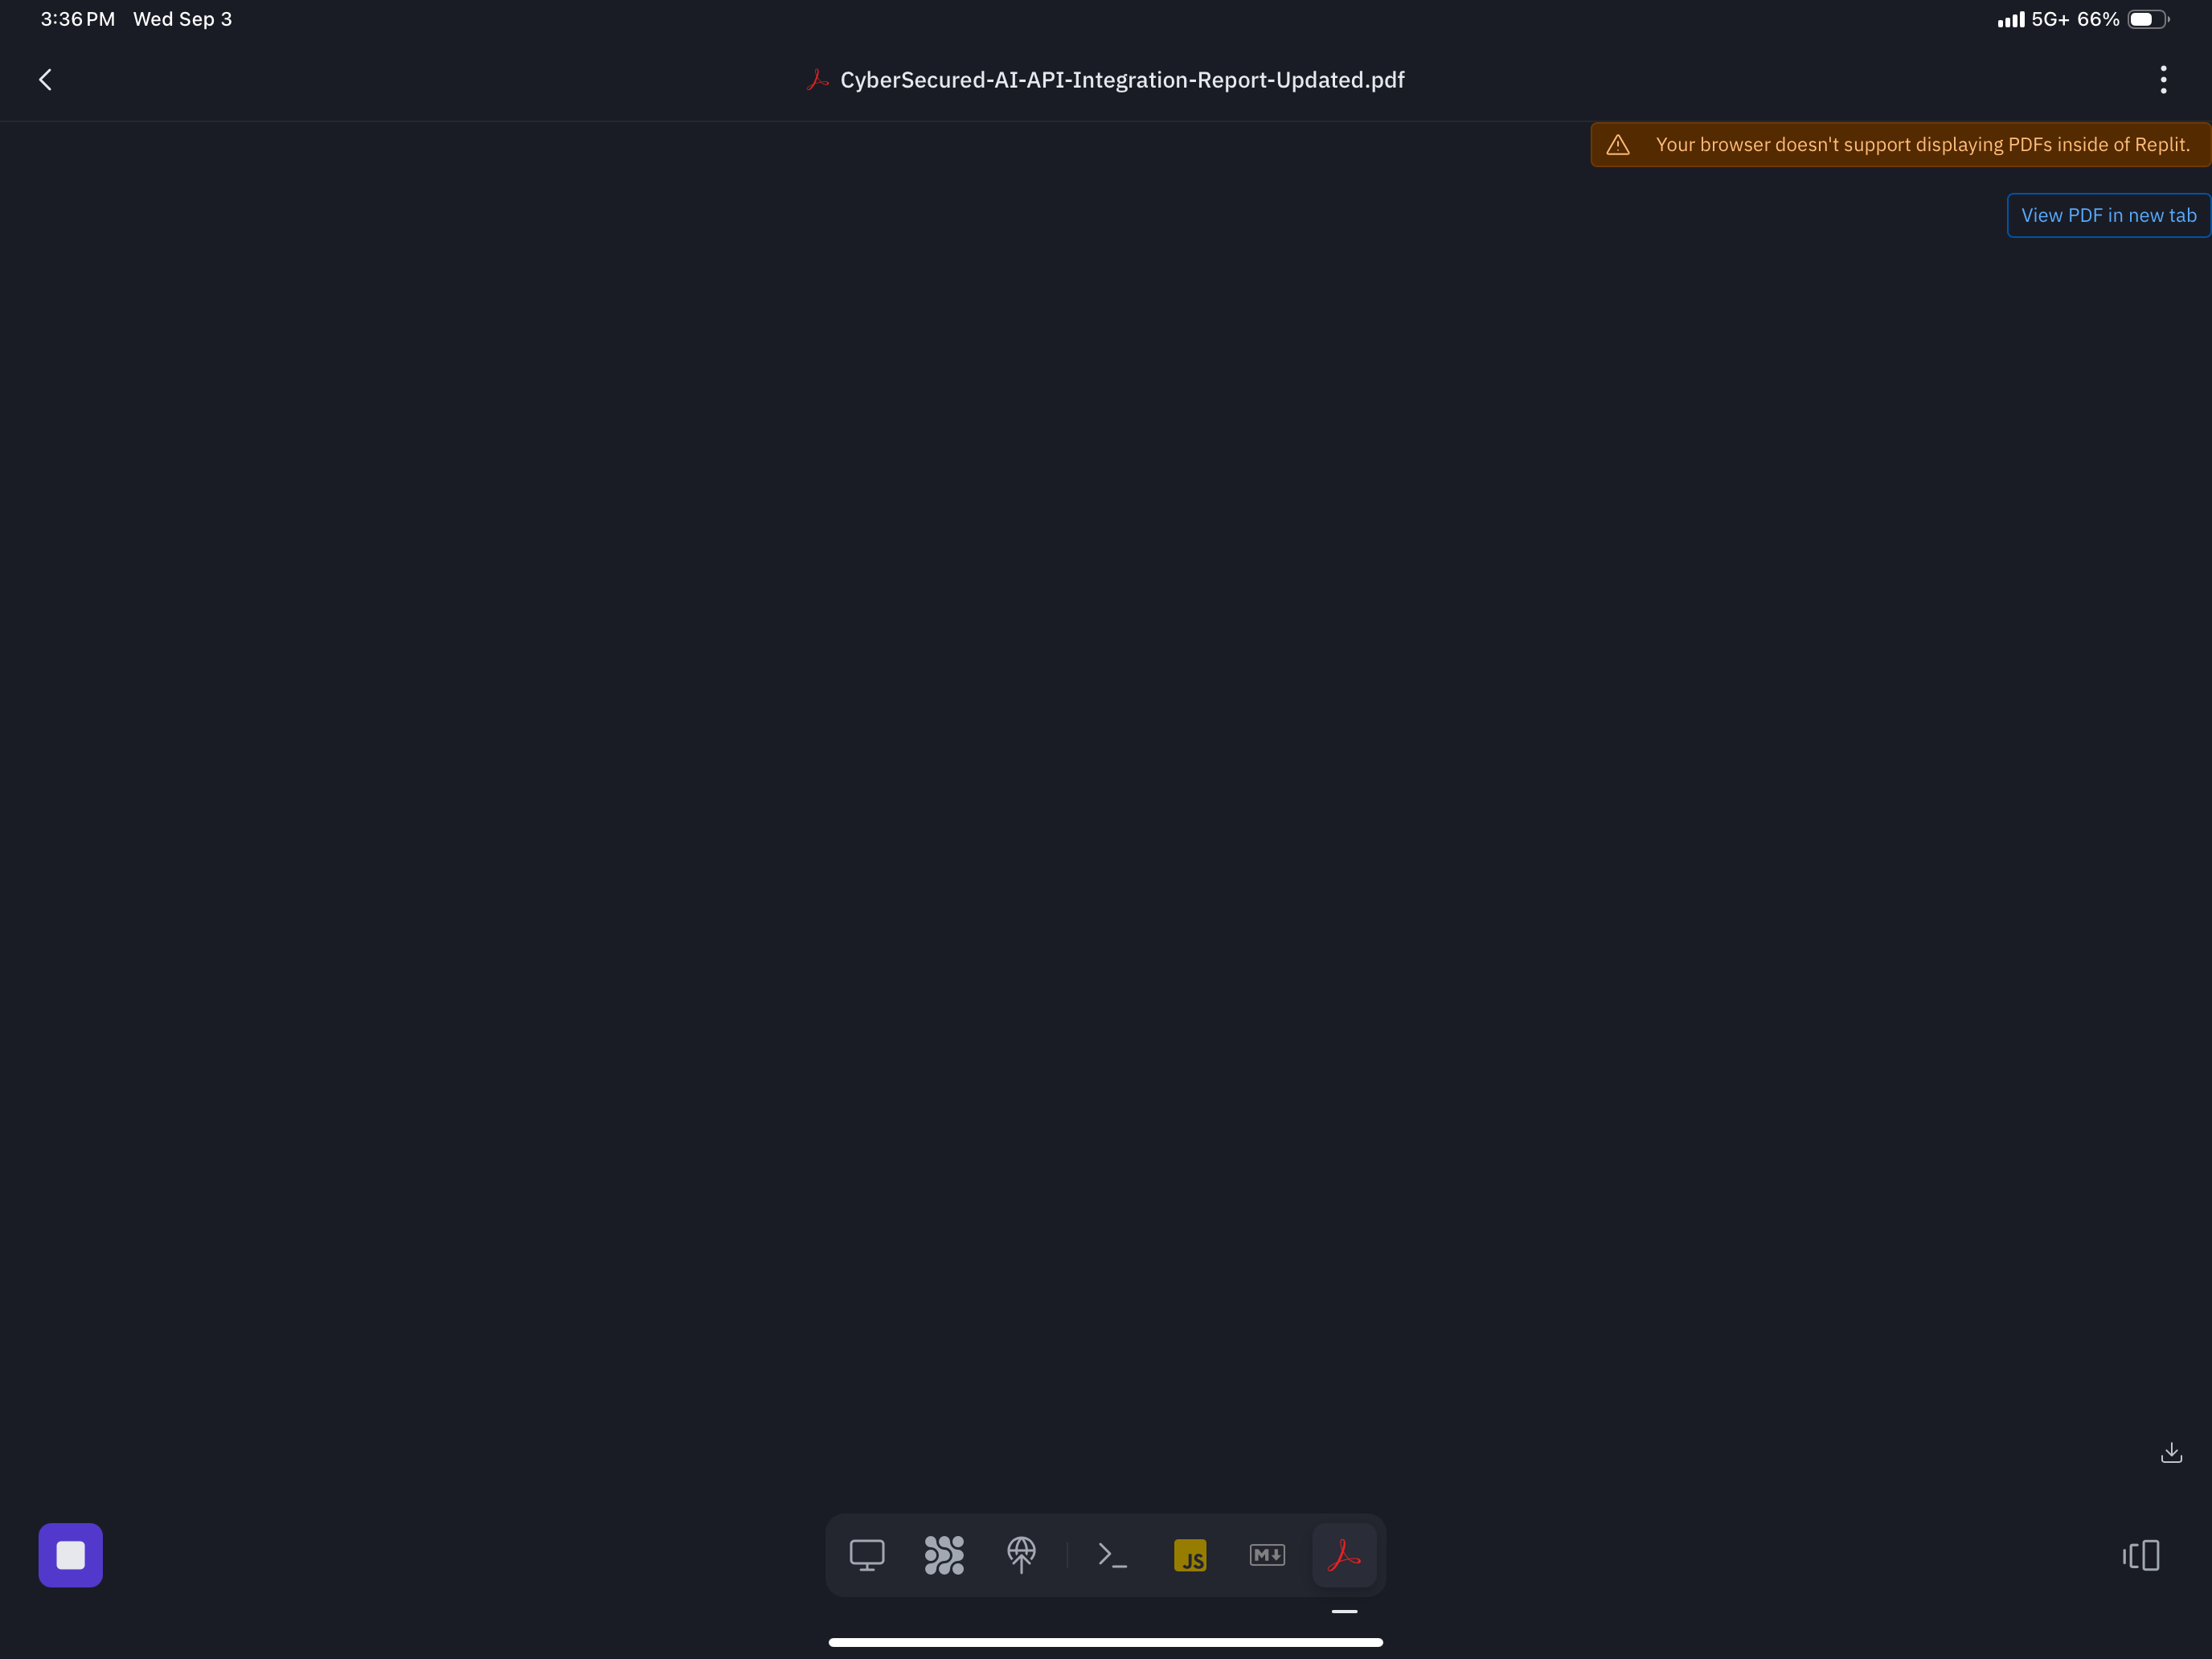 3:36 PM Wed Sep 3
5G+ 66%
CyberSecured-AI-API-Integration-Report-Updated.pdf
Your browser doesn't support displaying PDFs inside of Replit.
View PDF in new tab
JS
M